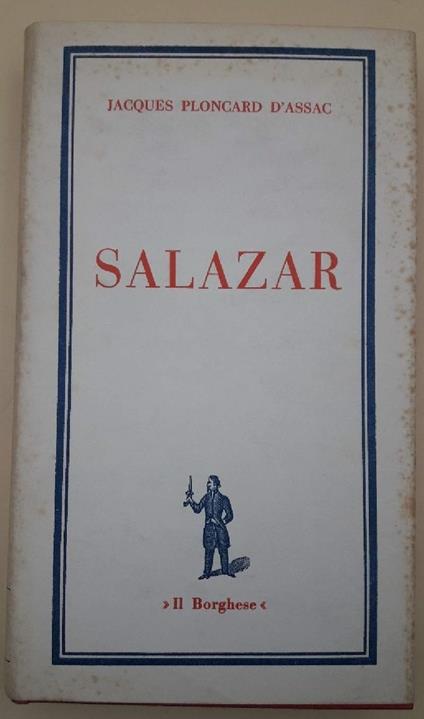 JACQUES PLONCARD D'ASSAC
SALAZAR
»Il Borghese«